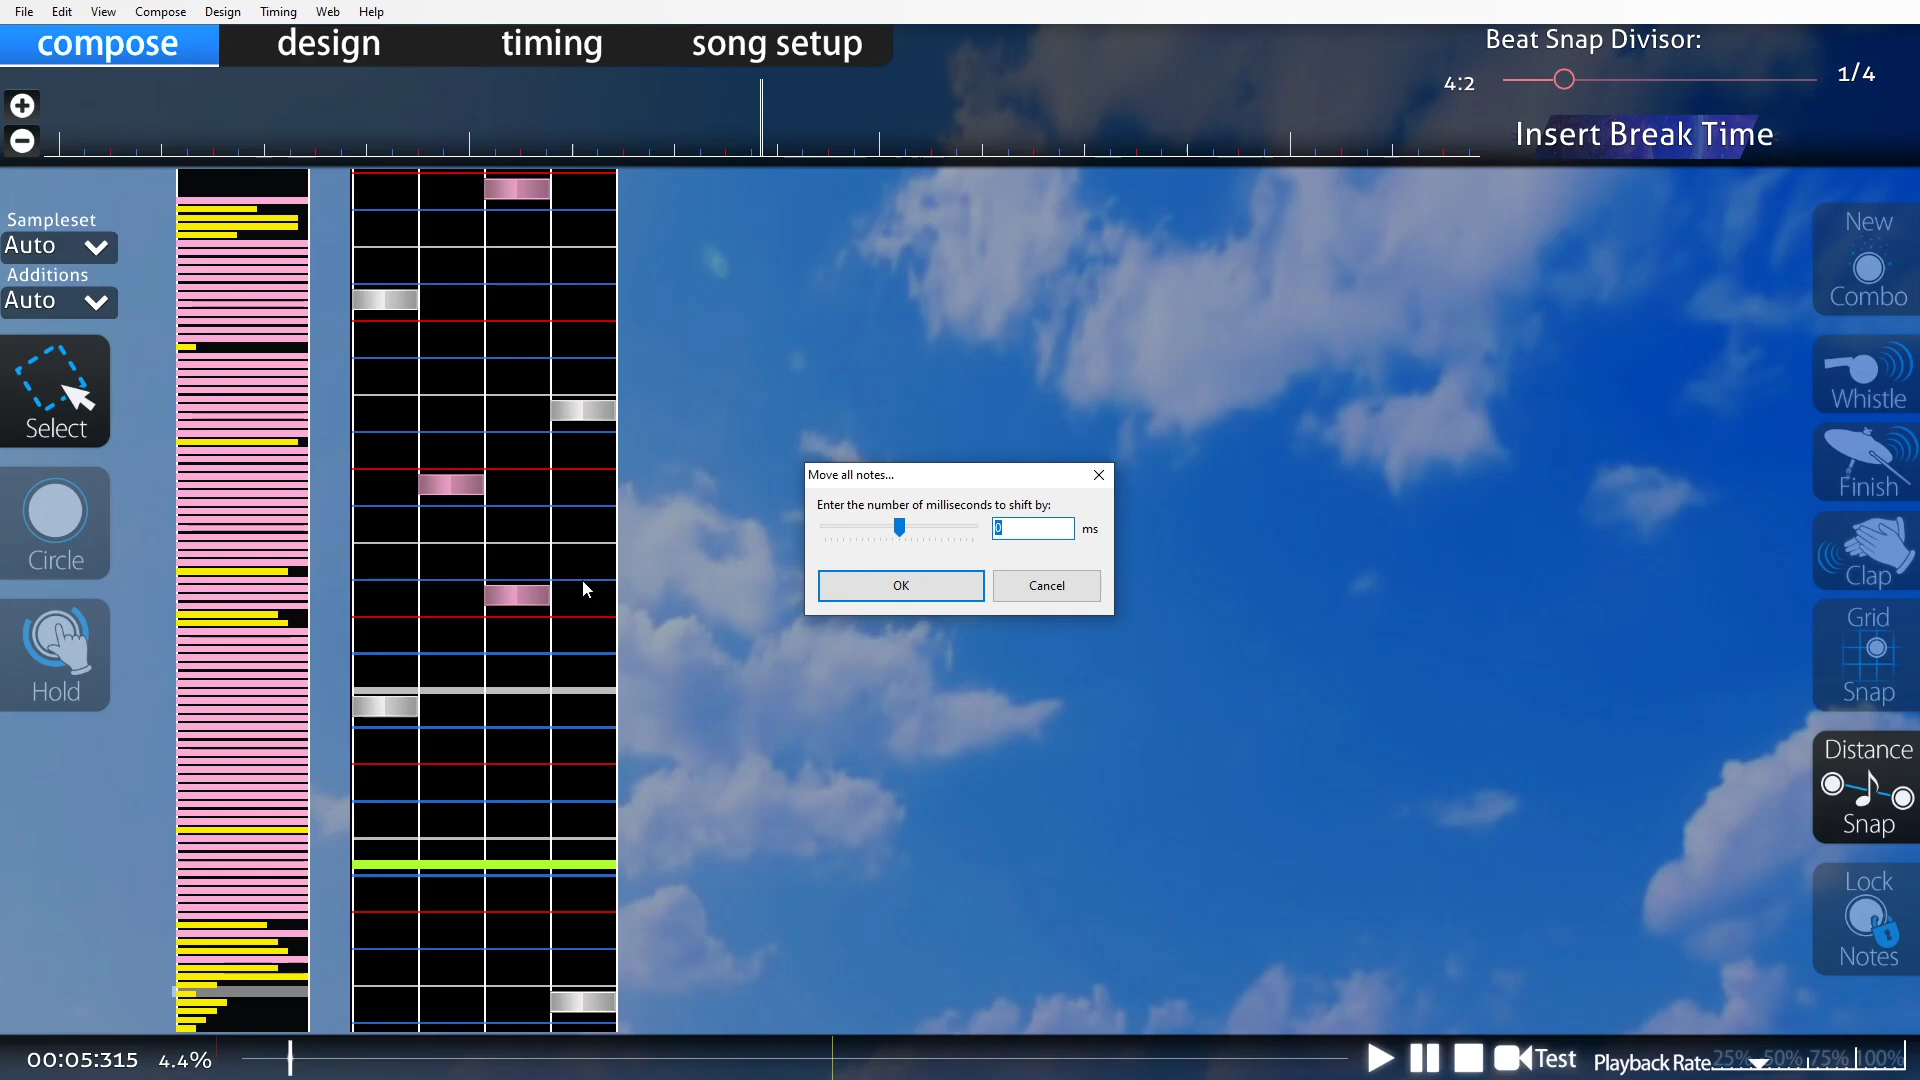 File Edit View Compose Design Timing Web Help
compose design timing song setup
Beat Snap Divisor:
4:2 1/4
Insert Break Time
Sampleset
Auto
Additions
Auto
Select
Circle
Hold
New
Combo
Whistle
Finish
Clap
Grid
Snap
Distance
Snap
Lock
Notes
Move all notes...
Enter the number of milliseconds to shift by:
0 ms
OK Cancel
00:05:315 4.4% Test Playback Rate 25% 50% 75% 100%